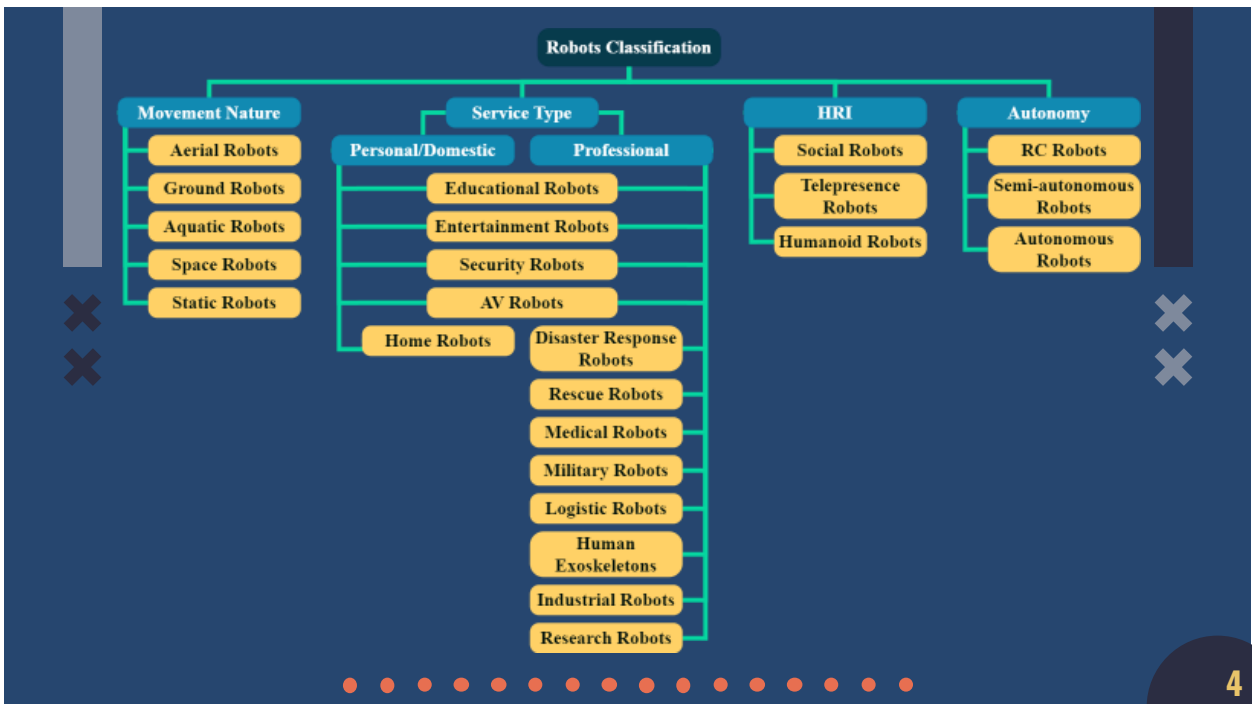 Robots Classification
Movement Nature
Aerial Robots
Ground Robots
Aquatic Robots
Space Robots
Static Robots
Service Type
Personal/Domestic
Professional
Educational Robots
Entertainment Robots
Security Robots
AV Robots
Home Robots
Disaster Response
Robots
Rescue Robots
Medical Robots
Military Robots
Logistic Robots
Human
Exoskeletons
Industrial Robots
Research Robots
HRI
Social Robots
Telepresence
Robots
Humanoid Robots
Autonomy
RC Robots
Semi-autonomous
Robots
Autonomous
Robots
4